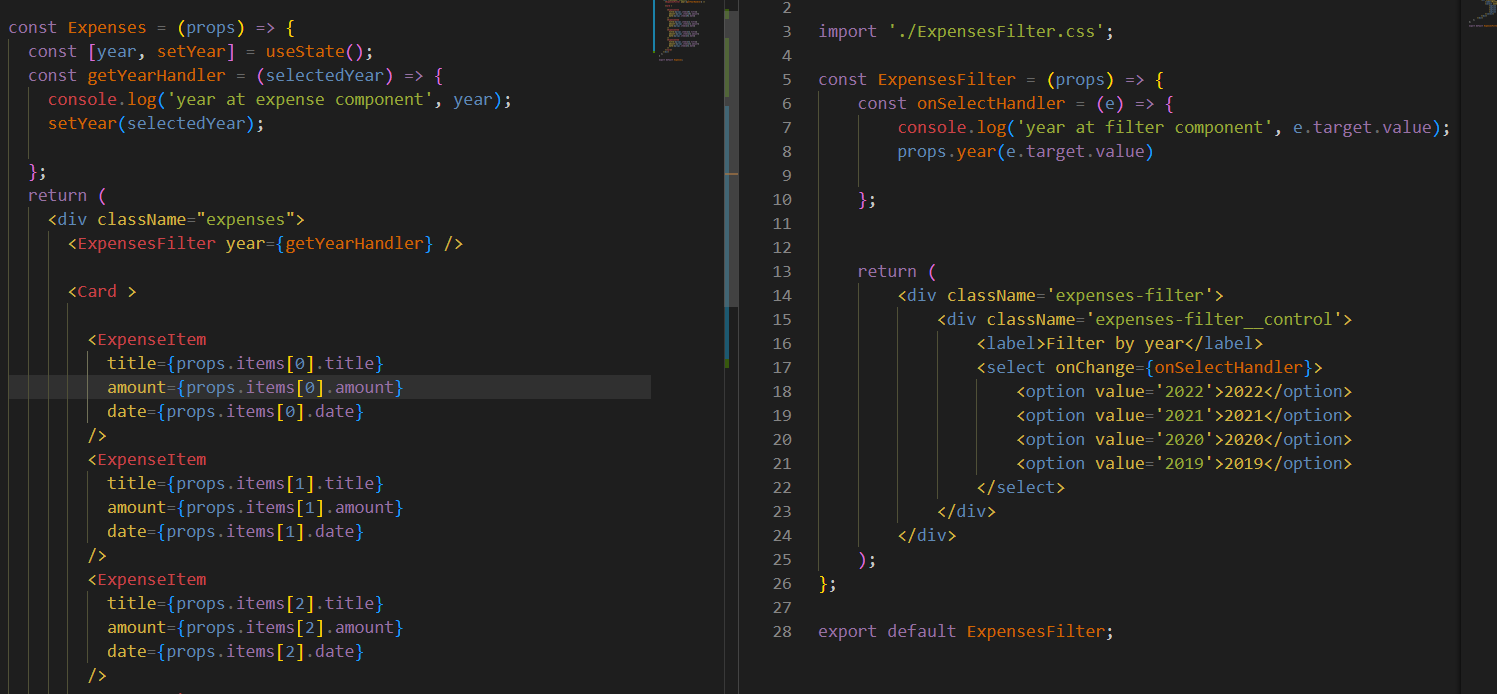 const Expenses = (props) => {
const [year, setYear] = useState();
const getYearHandler = (selectedYear) => {
console.log('year at expense component', year);
setYear(selectedYear);
};
return (
<div className="expenses">
<ExpensesFilter year={getYearHandler} />
<Card >
<ExpenseItem
title={props.items[0].title}
amount={props.items[0].amount}
date={props.items[0].date}
/>
<ExpenseItem
title={props.items[1].title}
amount={props.items[1].amount}
date={props.items[1].date}
/>
<ExpenseItem
title={props.items[2].title}
amount={props.items[2].amount}
date={props.items[2].date}
/>
2
3 import './ExpensesFilter.css';
4
5 const ExpensesFilter = (props) => {
6 const onSelectHandler = (e) => {
7 console.log('year at filter component', e.target.value);
8 props.year(e.target.value)
9
10 };
11
12
13 return (
14 <div className='expenses-filter'>
15 <div className='expenses-filter__control'>
16 <label>Filter by year</label>
17 <select onChange={onSelectHandler}>
18 <option value='2022'>2022</option>
19 <option value='2021'>2021</option>
20 <option value='2020'>2020</option>
21 <option value='2019'>2019</option>
22 </select>
23 </div>
24 </div>
25 );
26 };
27
28 export default ExpensesFilter;